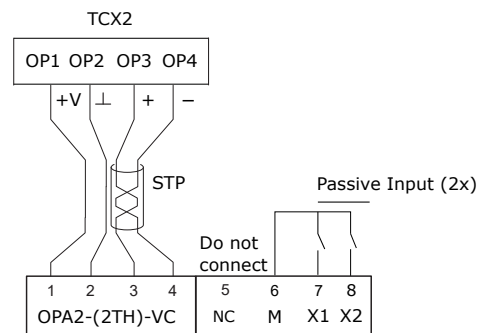 TCX2
OP1 OP2 OP3 OP4
+V ⊥ + −
STP
Passive Input (2x)
Do not
connect
1 2 3 4 5 6 7 8
OPA2-(2TH)-VC NC M X1 X2